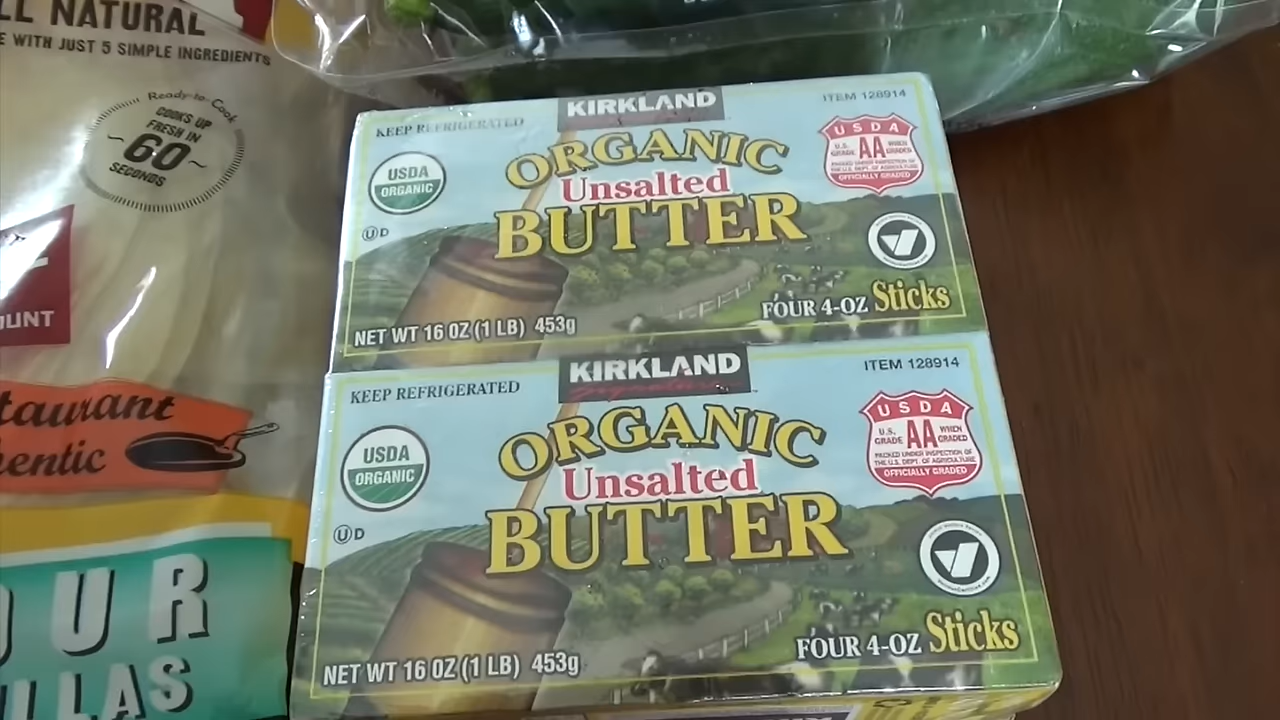 LL NATURAL
WITH JUST 5 SIMPLE INGREDIENTS
Ready-to-Cook
COOKS UP
FRESH IN
~60~
SECONDS
UNT
taurant
hentic
OUR
LLAS
KIRKLAND
ITEM 128914
KEEP REFRIGERATED
ORGANIC
Unsalted
BUTTER
USDA
ORGANIC
USDA
U.S. GRADE AA WHEN GRADED
PACKED UNDER INSPECTION OF
THE U.S. DEPT. OF AGRICULTURE
OFFICIALLY GRADED
U D
FOUR 4-OZ Sticks
NET WT 16 OZ (1 LB) 453g
KIRKLAND
Signature
ITEM 128914
KEEP REFRIGERATED
ORGANIC
Unsalted
BUTTER
USDA
ORGANIC
USDA
U.S. GRADE AA WHEN GRADED
PACKED UNDER INSPECTION OF
THE U.S. DEPT. OF AGRICULTURE
OFFICIALLY GRADED
U D
FOUR 4-OZ Sticks
NET WT 16 OZ (1 LB) 453g